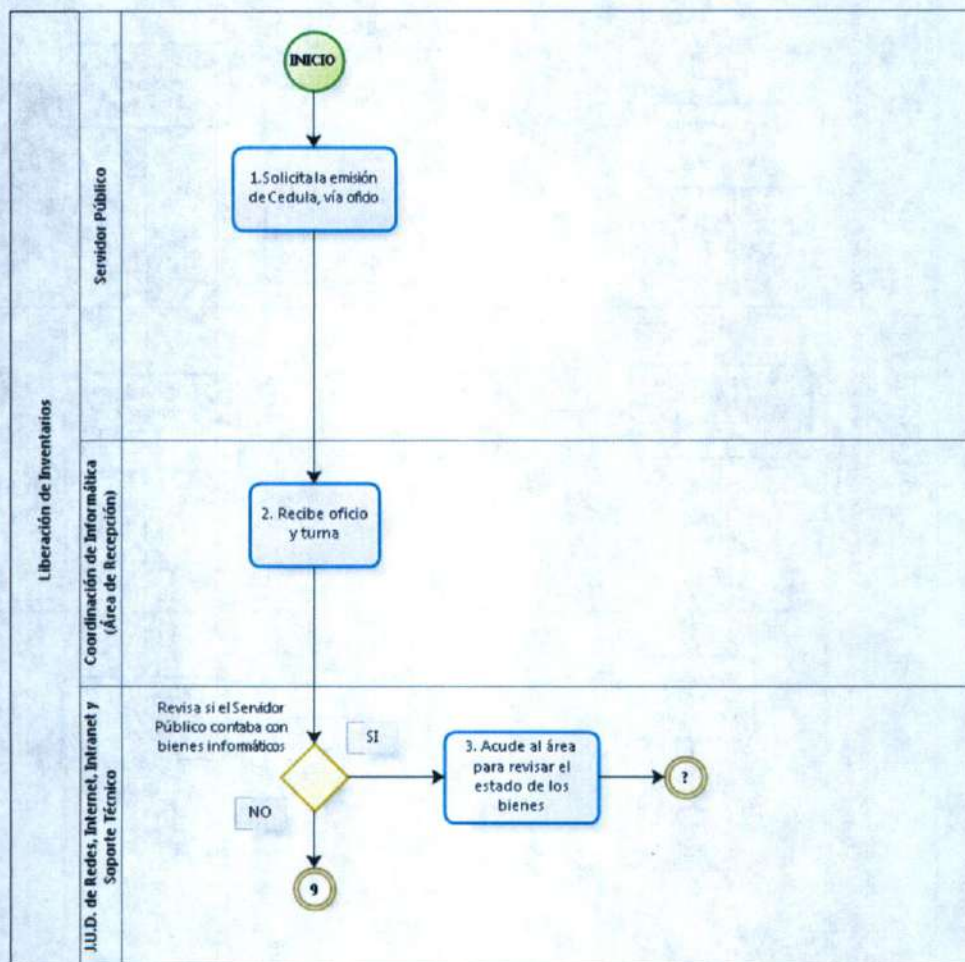 Liberación de Inventarios
Servidor Público
INICIO
1.Solicita la emisión
de Cedula, vía oficio
Coordinación de Informática
(Área de Recepción)
2. Recibe oficio
y turna
J.U.D. de Redes, Internet, Intranet y
Soporte Técnico
Revisa si el Servidor
Público contaba con
bienes informáticos
SI
3. Acude al área
para revisar el
estado de los
bienes
?
NO
9